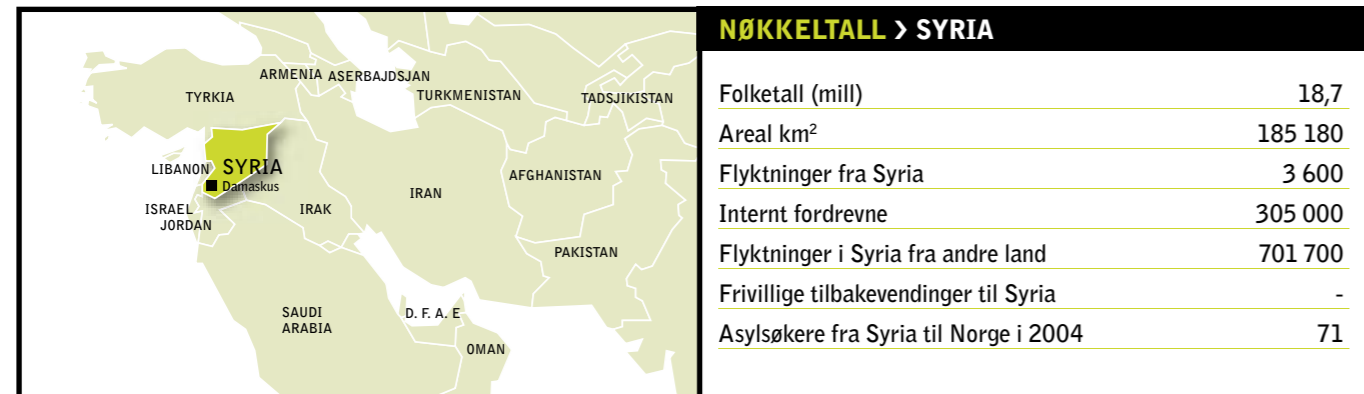 ARMENIA ASERBAJDSJAN
TYRKIA
TURKMENISTAN
TADSJIKISTAN
LIBANON
SYRIA
Damaskus
AFGHANISTAN
IRAN
ISRAEL
JORDAN
IRAK
PAKISTAN
SAUDI
ARABIA
D. F. A. E
OMAN
NØKKELTALL > SYRIA
Folketall (mill) 18,7
Areal km² 185 180
Flyktninger fra Syria 3 600
Internt fordrevne 305 000
Flyktninger i Syria fra andre land 701 700
Frivillige tilbakevendinger til Syria -
Asylsøkere fra Syria til Norge i 2004 71